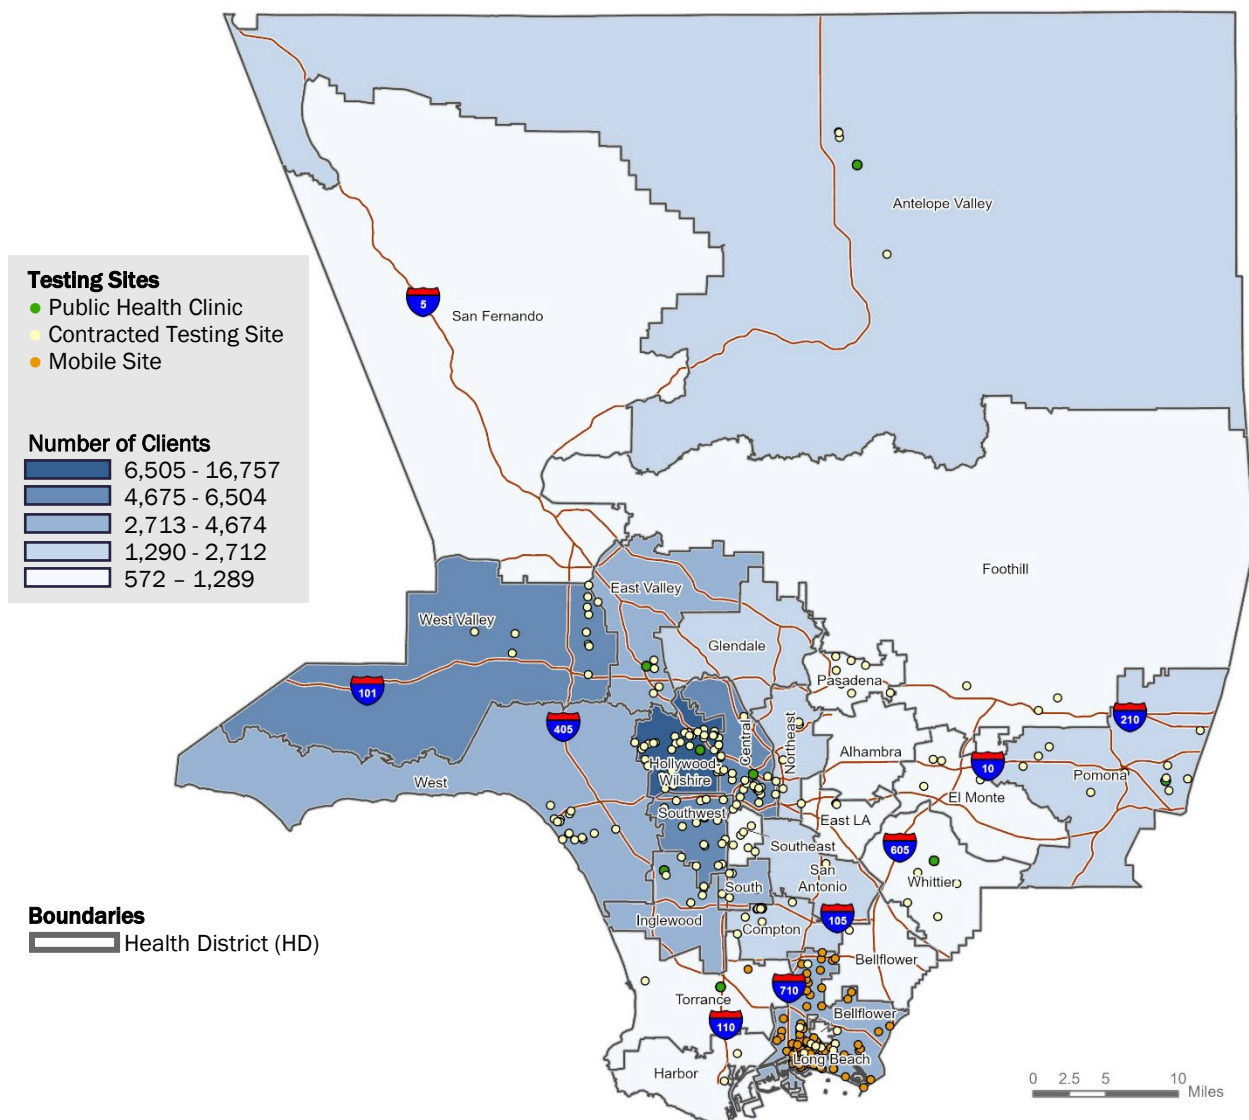 Antelope Valley
Testing Sites
Public Health Clinic
Contracted Testing Site
Mobile Site
5
San Fernando
Number of Clients
6,505 - 16,757
4,675 - 6,504
2,713 - 4,674
1,290 - 2,712
572 – 1,289
Foothill
East Valley
West Valley
Glendale
Pasadena
101
405
210
Central
Northeast
Alhambra
Hollywood-
Wilshire
10
Pomona
West
El Monte
Southwest
East LA
Southeast
605
San
Antonio
Whittier
South
Boundaries
Health District (HD)
Inglewood
Compton
105
Bellflower
710
Torrance
110
Bellflower
Long Beach
Harbor
0 2.5 5 10
Miles